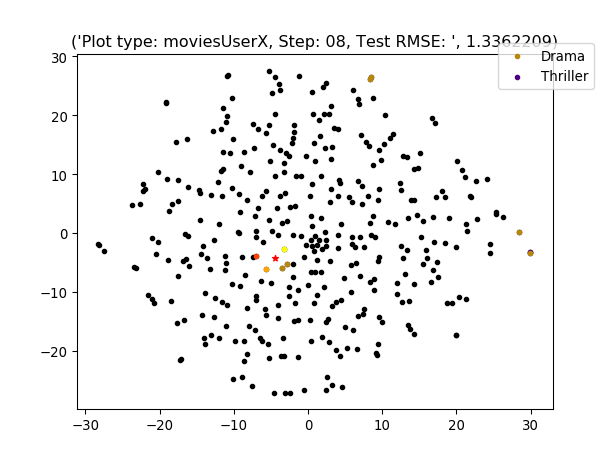 ('Plot type: moviesUserX, Step: 08, Test RMSE: ', 1.3362209)
Drama
Thriller
30
20
10
0
−10
−20
−30 −20 −10 0 10 20 30